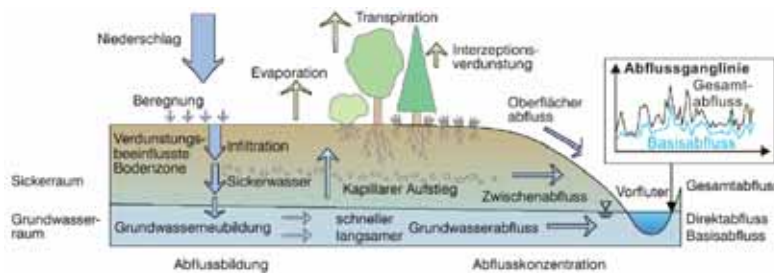 Transpiration
Niederschlag
Interzeptions-
verdunstung
Evaporation
Abflussganglinie
Gesamt-
abfluss
Basisabfluss
Beregnung
Oberflächer
abfluss
Verdunstungs-
beeinflusste
Bodenzone
Infiltration
Sickerraum
Sickerwasser
Kapillarer Aufstieg
Zwischenabfluss
Vorfluter
Gesamtabfluss
Grundwasser-
raum
Grundwasserneubildung
schneller
langsamer
Grundwasserabfluss
Direktabfluss
Basisabfluss
Abflussbildung
Abflusskonzentration